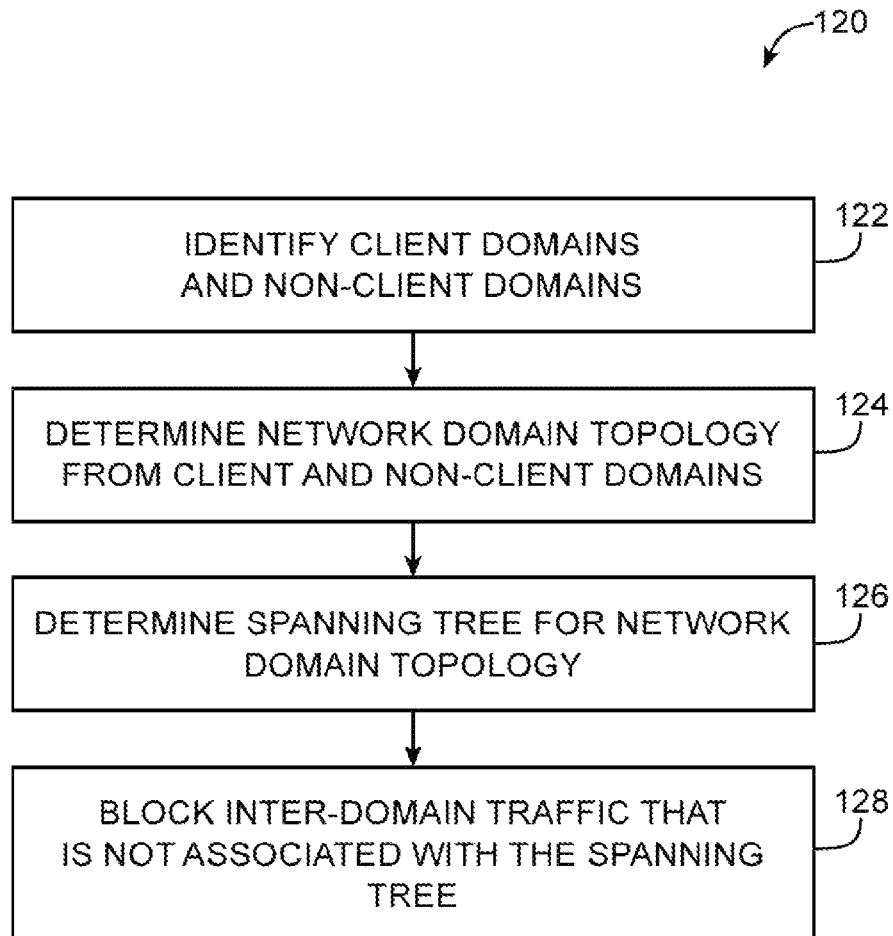 120
IDENTIFY CLIENT DOMAINS
AND NON-CLIENT DOMAINS
122
DETERMINE NETWORK DOMAIN TOPOLOGY
FROM CLIENT AND NON-CLIENT DOMAINS
124
DETERMINE SPANNING TREE FOR NETWORK
DOMAIN TOPOLOGY
126
BLOCK INTER-DOMAIN TRAFFIC THAT
IS NOT ASSOCIATED WITH THE SPANNING
TREE
128